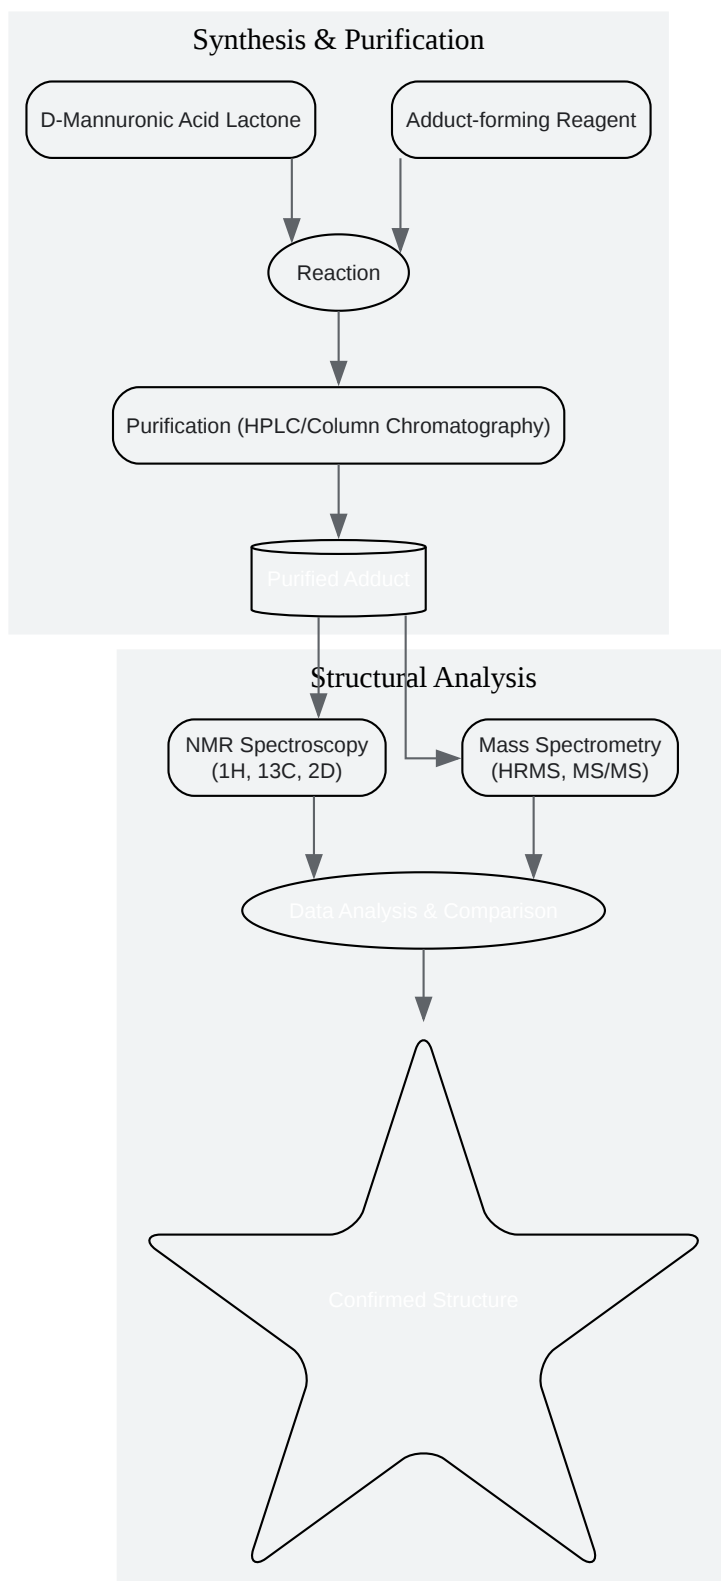 Synthesis & Purification
D-Mannuronic Acid Lactone
Adduct-forming Reagent
Reaction
Purification (HPLC/Column Chromatography)
Purified Adduct
Structural Analysis
NMR Spectroscopy
(1H, 13C, 2D)
Mass Spectrometry
(HRMS, MS/MS)
Data Analysis & Comparison
Confirmed Structure